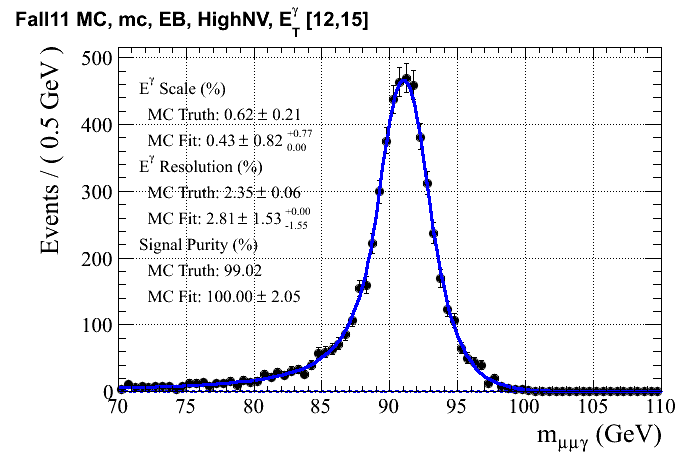 Fall11 MC, mc, EB, HighNV, E_T^γ [12,15]
Events / ( 0.5 GeV )
500
400
300
200
100
0
E^γ Scale (%)
MC Truth: 0.62 ± 0.21
MC Fit: 0.43 ± 0.82 +0.77 0.00
E^γ Resolution (%)
MC Truth: 2.35 ± 0.06
MC Fit: 2.81 ± 1.53 +0.00 -1.55
Signal Purity (%)
MC Truth: 99.02
MC Fit: 100.00 ± 2.05
70 75 80 85 90 95 100 105 110
m_μμγ (GeV)